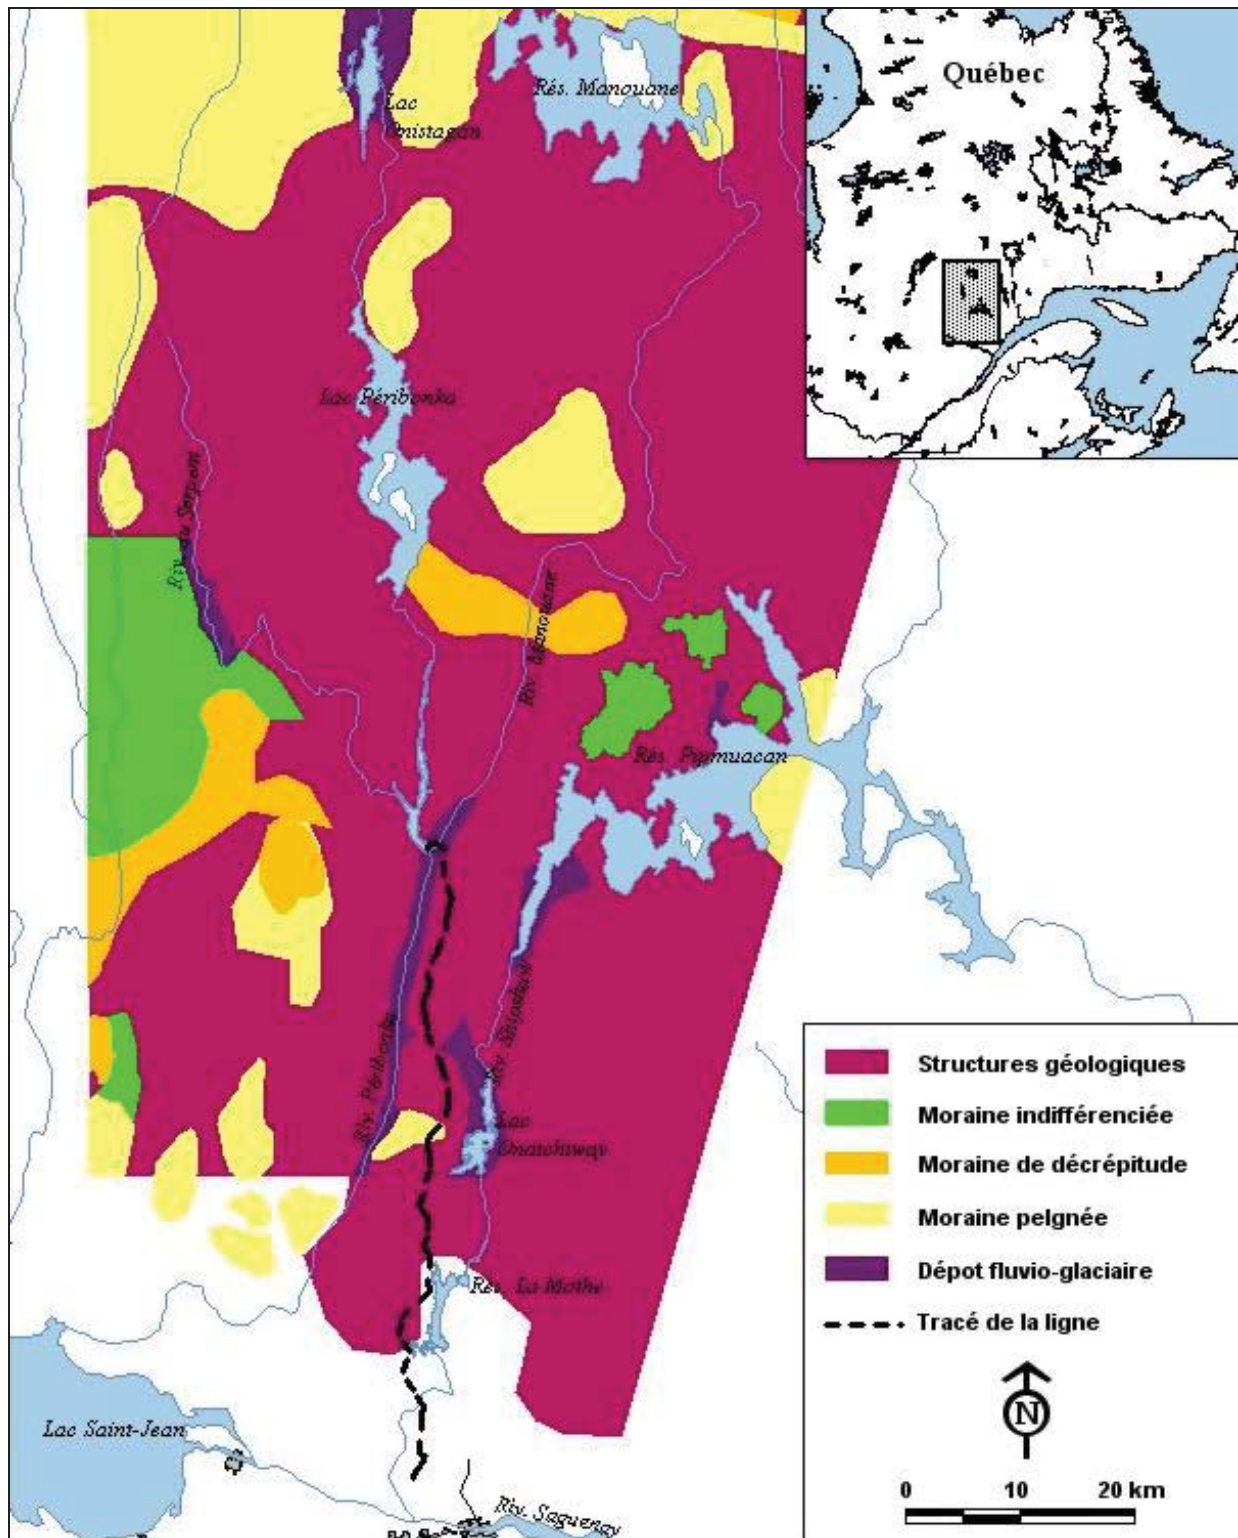 Québec
Rés. Manouane
Lac
Onistagan
Lac Péribonka
Riv. du Serpent
Riv. Manouane
Rés. Pipmuacan
Riv. Shipshaw
Riv. Péribonka
Lac
Onatchiway
Rés. La Mothe
Lac Saint-Jean
Riv. Saguenay
Structures géologiques
Moraine indifférenciée
Moraine de décrépitude
Moraine peignée
Dépot fluvio-glaciaire
Tracé de la ligne
N
0 10 20 km